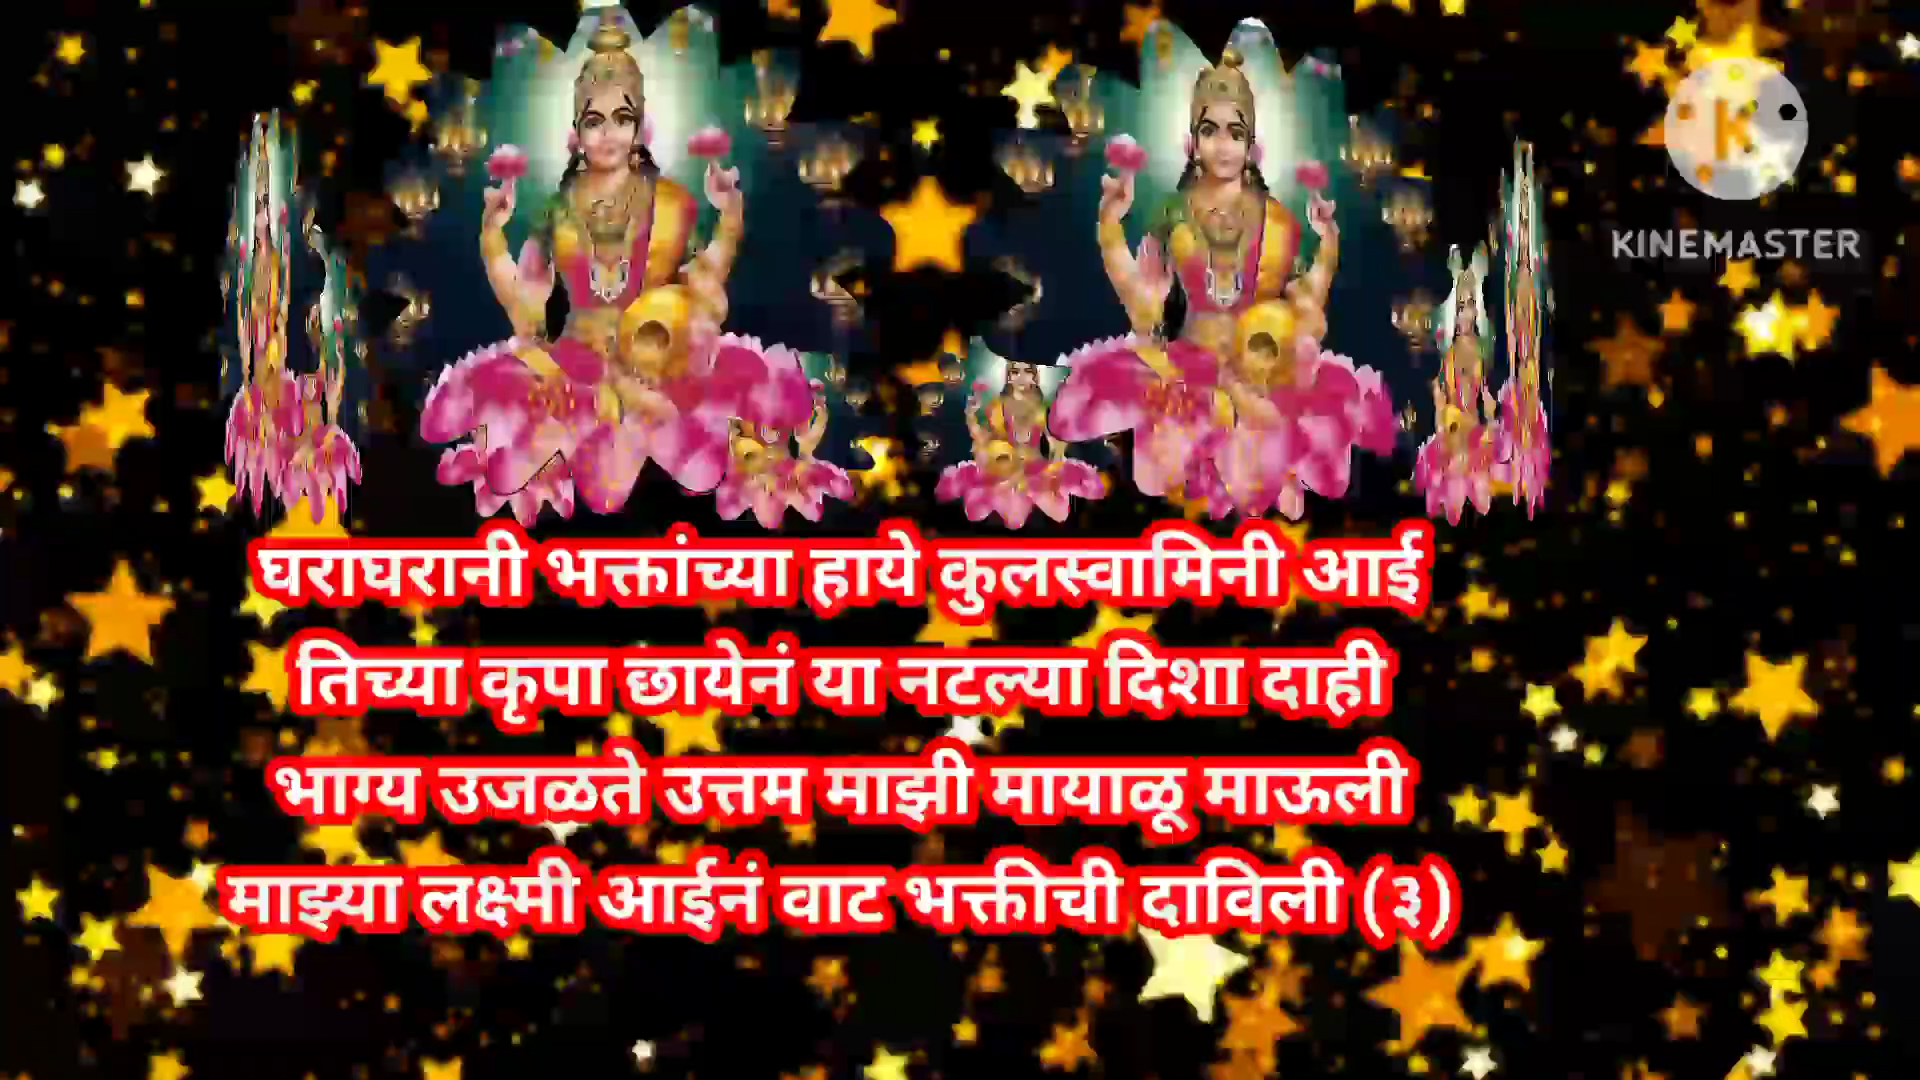 KINEMASTER
घराघरानी भक्तांच्या हाये कुलस्वामिनी आई
तिच्या कृपा छायेनं या नटल्या दिशा दाही
भाग्य उजळते उत्तम माझी मायाळू माऊली
माझ्या लक्ष्मी आईनं वाट भक्तीची दाविली (३)